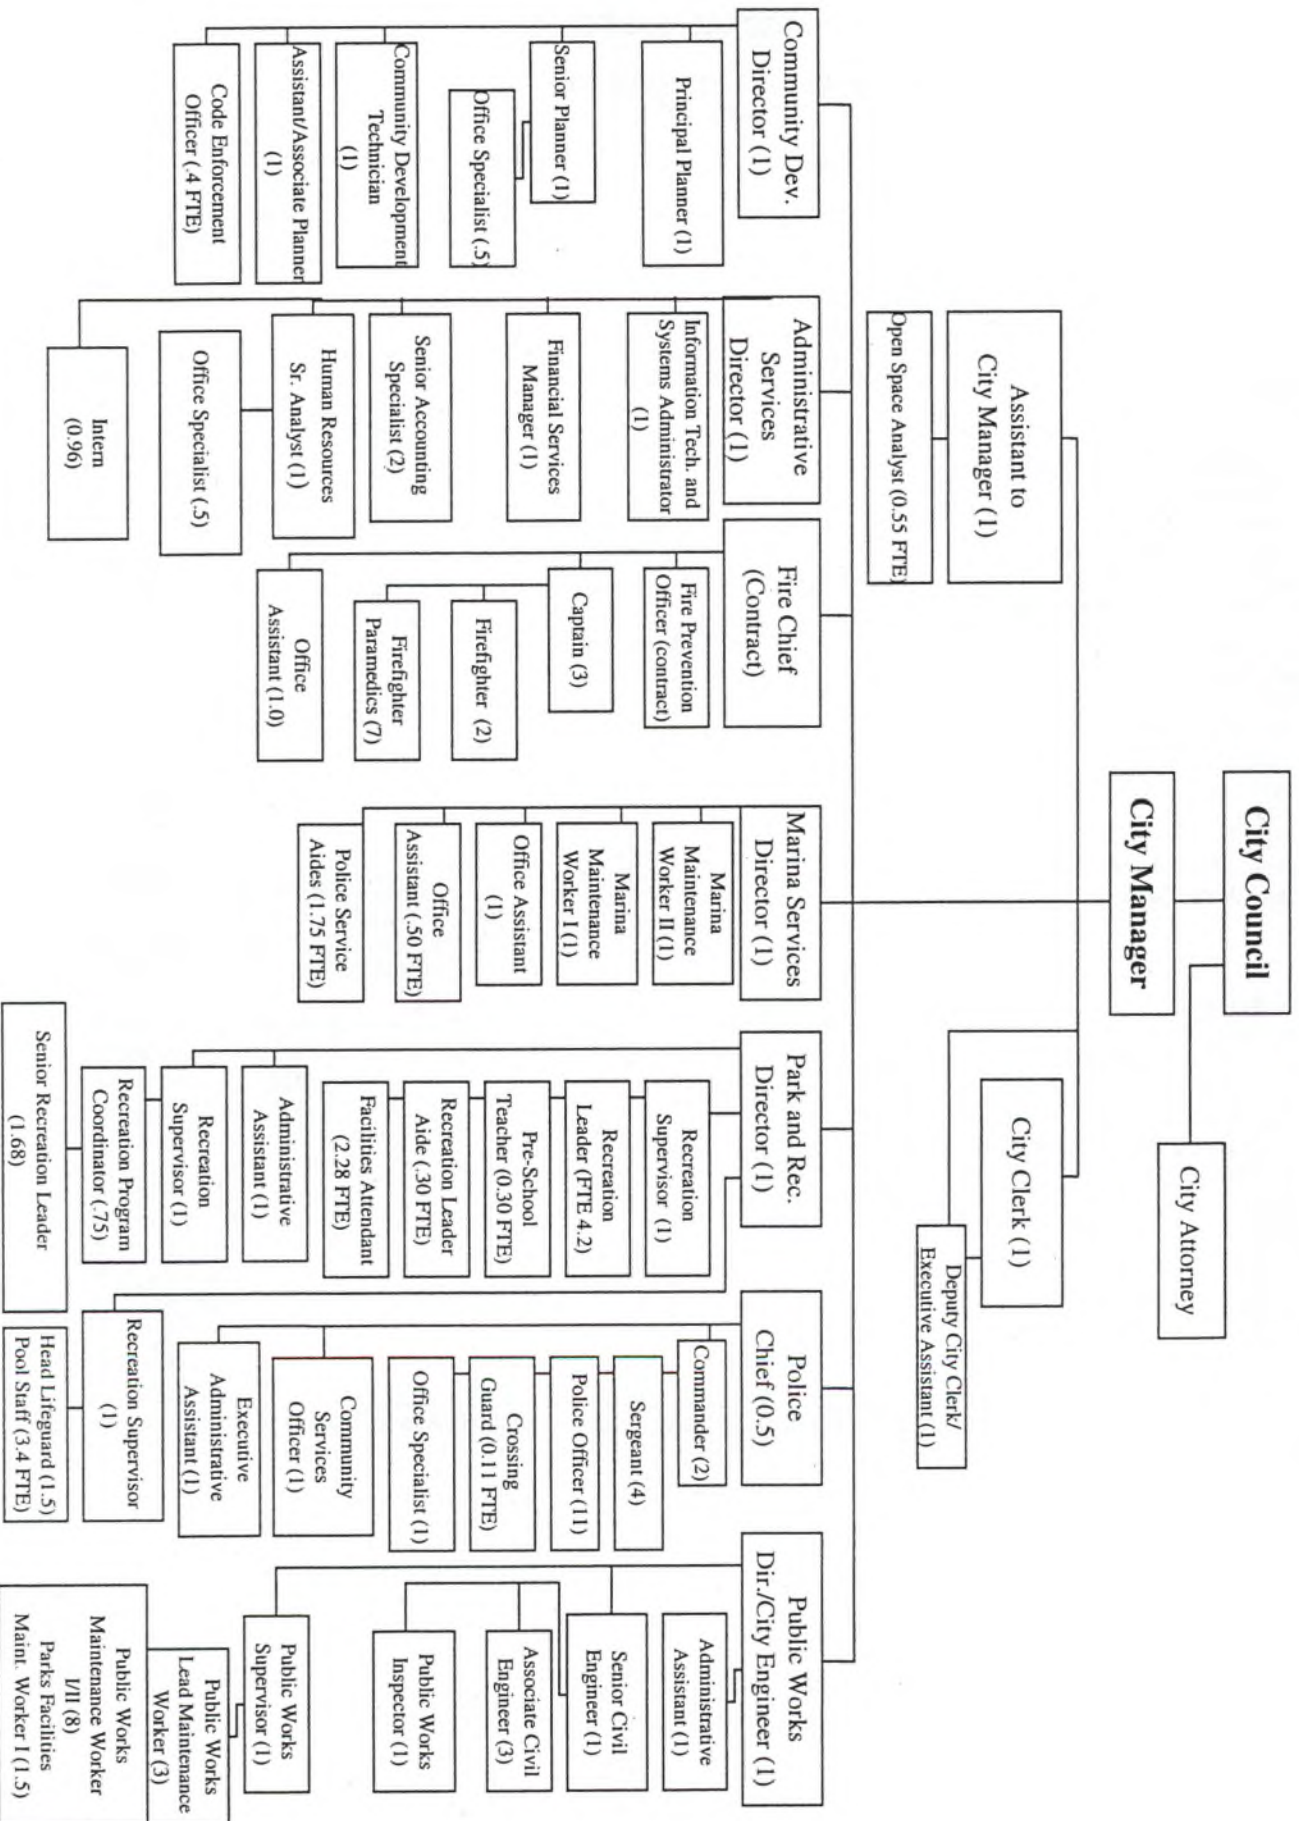 City Council
City Manager
City Attorney
Assistant to
City Manager (1)
Open Space Analyst (0.55 FTE)
City Clerk (1)
Deputy City Clerk/
Executive Assistant (1)
Community Dev.
Director (1)
Principal Planner (1)
Senior Planner (1)
Office Specialist (.5)
Community Development
Technician
(1)
Assistant/Associate Planner
(1)
Code Enforcement
Officer (.4 FTE)
Administrative
Services
Director (1)
Information Tech. and
Systems Administrator
(1)
Financial Services
Manager (1)
Senior Accounting
Specialist (2)
Human Resources
Sr. Analyst (1)
Office Specialist (.5)
Intern
(0.96)
Fire Chief
(Contract)
Fire Prevention
Officer (contract)
Captain (3)
Firefighter (2)
Firefighter
Paramedics (7)
Office
Assistant (1.0)
Marina Services
Director (1)
Marina
Maintenance
Worker II (1)
Marina
Maintenance
Worker I (1)
Office Assistant
(1)
Office
Assistant (.50 FTE)
Police Service
Aides (1.75 FTE)
Park and Rec.
Director (1)
Recreation
Supervisor (1)
Recreation
Leader (FTE 4.2)
Pre-School
Teacher (0.30 FTE)
Recreation Leader
Aide (.30 FTE)
Facilities Attendant
(2.28 FTE)
Administrative
Assistant (1)
Recreation
Supervisor (1)
Recreation Program
Coordinator (.75)
Senior Recreation Leader
(1.68)
Recreation Supervisor
(1)
Head Lifeguard (1.5)
Pool Staff (3.4 FTE)
Police
Chief (0.5)
Commander (2)
Sergeant (4)
Police Officer (11)
Crossing
Guard (0.11 FTE)
Office Specialist (1)
Community
Services
Officer (1)
Executive
Administrative
Assistant (1)
Public Works
Dir./City Engineer (1)
Administrative
Assistant (1)
Senior Civil
Engineer (1)
Associate Civil
Engineer (3)
Public Works
Inspector (1)
Public Works
Supervisor (1)
Public Works
Lead Maintenance
Worker (3)
Public Works
Maintenance Worker
I/II (8)
Parks Facilities
Maint. Worker I (1.5)